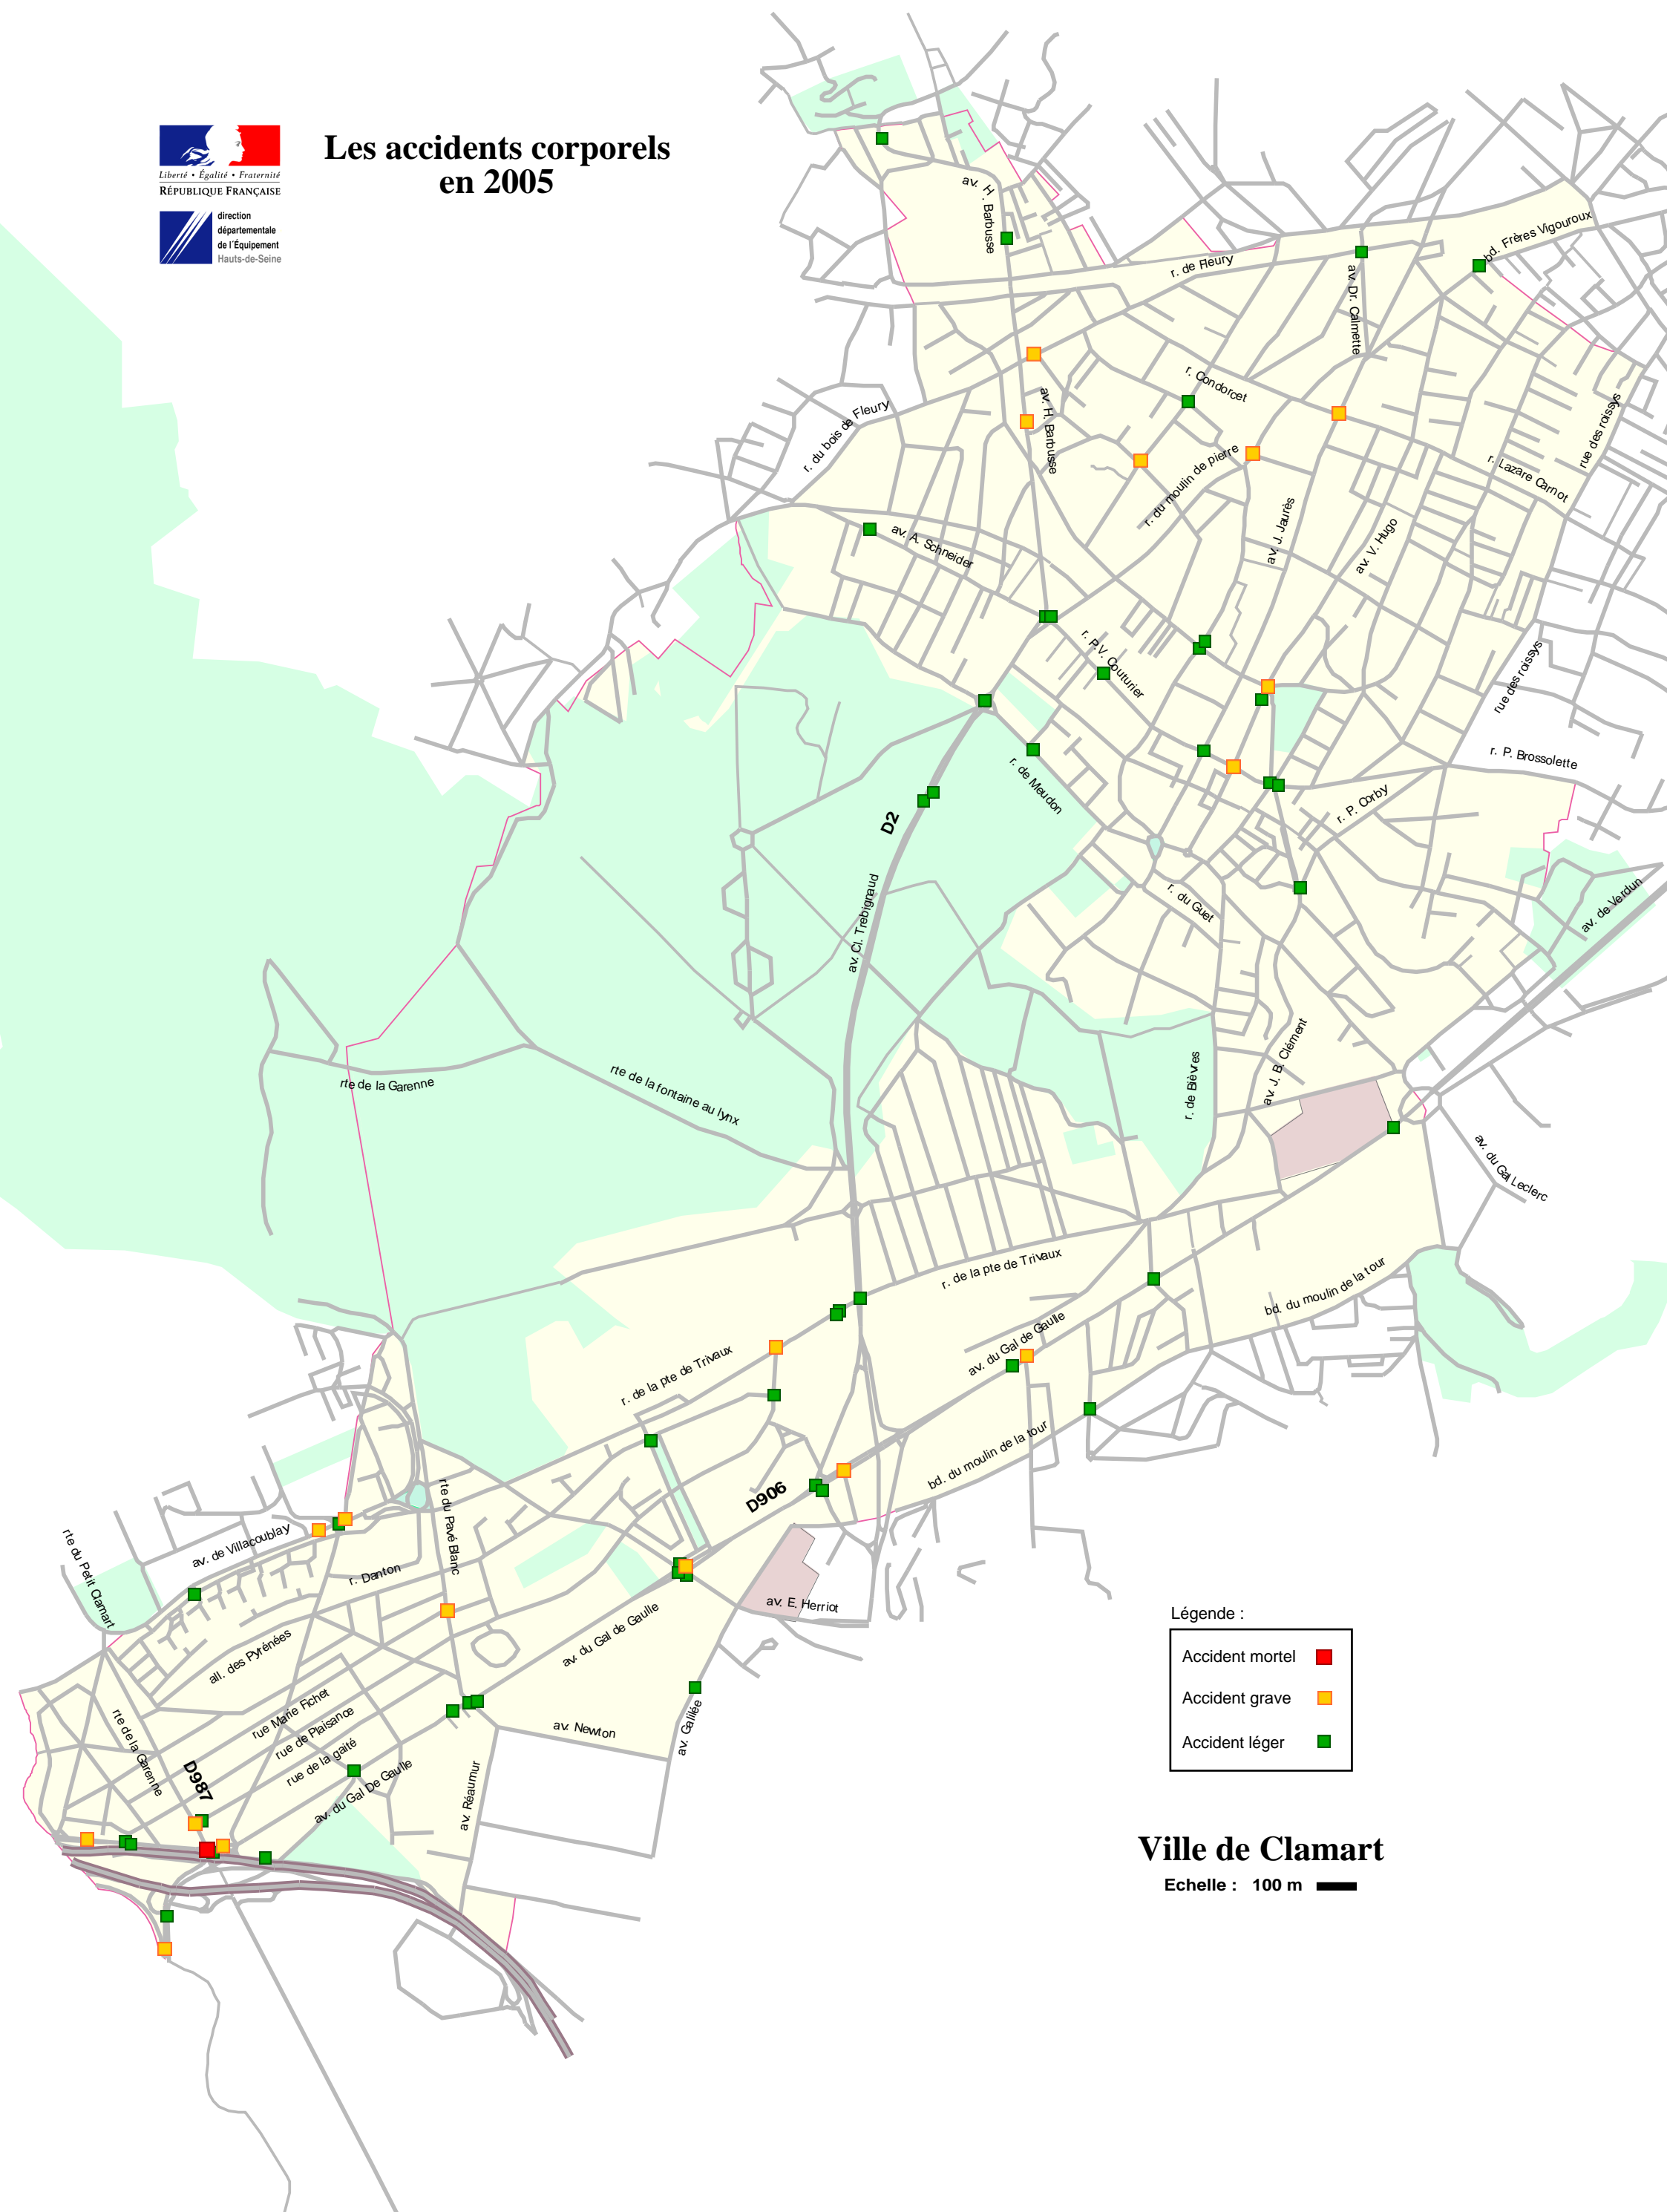 Les accidents corporels
en 2005
Liberté • Égalité • Fraternité
RÉPUBLIQUE FRANÇAISE
direction
départementale
de l'Équipement
Hauts-de-Seine
av. H. Barbusse
r. de Fleury
bd. Frères Vigouroux
av. Dr. Calmette
r. Condorcet
av. H. Barbusse
r. du bois de Fleury
rue des roissys
r. du moulin de pierre
r. Lazare Carnot
av. J. Jaurès
av. V. Hugo
av. A. Schneider
r. P.V. Couturier
rue des roissys
r. P. Brossolette
r. de Meudon
r. P. Corby
D2
av. Cl. Trebignaud
r. du Guet
av. de Verdun
rte de la Garenne
rte de la fontaine au lynx
r. de Bièvres
av. J. B. Clément
av. du Gal Leclerc
r. de la pte de Trivaux
bd. du moulin de la tour
av. du Gal de Gaulle
r. de la pte de Trivaux
bd. du moulin de la tour
D906
rte du Pavé Blanc
av. de Villacoublay
rte du Petit Clamart
r. Danton
av. E. Herriot
av. du Gal de Gaulle
all. des Pyrénées
rue Marie Fichet
rue de Plaisance
rue de la gaité
av. du Gal De Gaulle
rte de la Garenne
D987
av. Newton
av. Galilée
av. Réaumur
Légende :
Accident mortel
Accident grave
Accident léger
Ville de Clamart
Echelle : 100 m